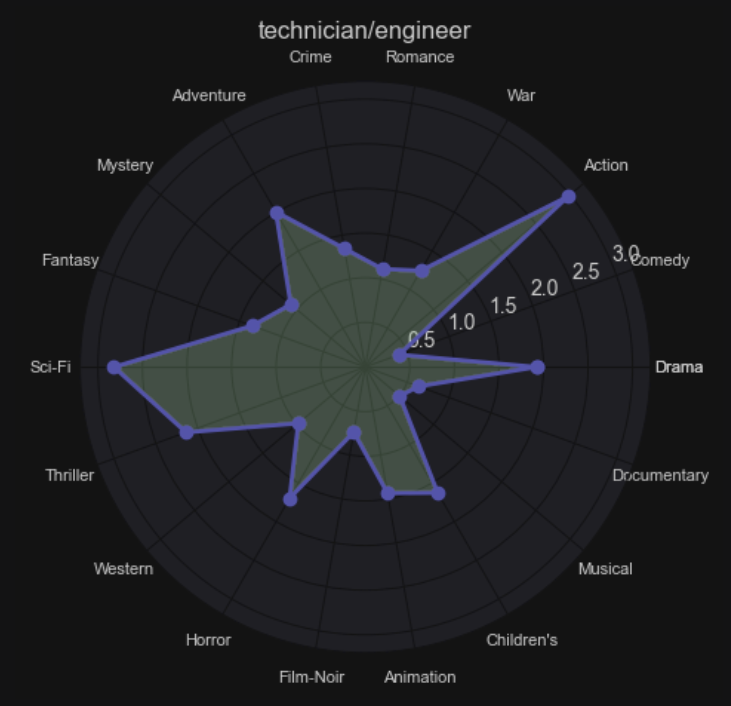 technician/engineer
Crime
Romance
Adventure
War
Mystery
Action
Fantasy
3.0
Comedy
2.5
2.0
1.5
1.0
0.5
Sci-Fi
Drama
Thriller
Documentary
Western
Musical
Horror
Children's
Film-Noir
Animation